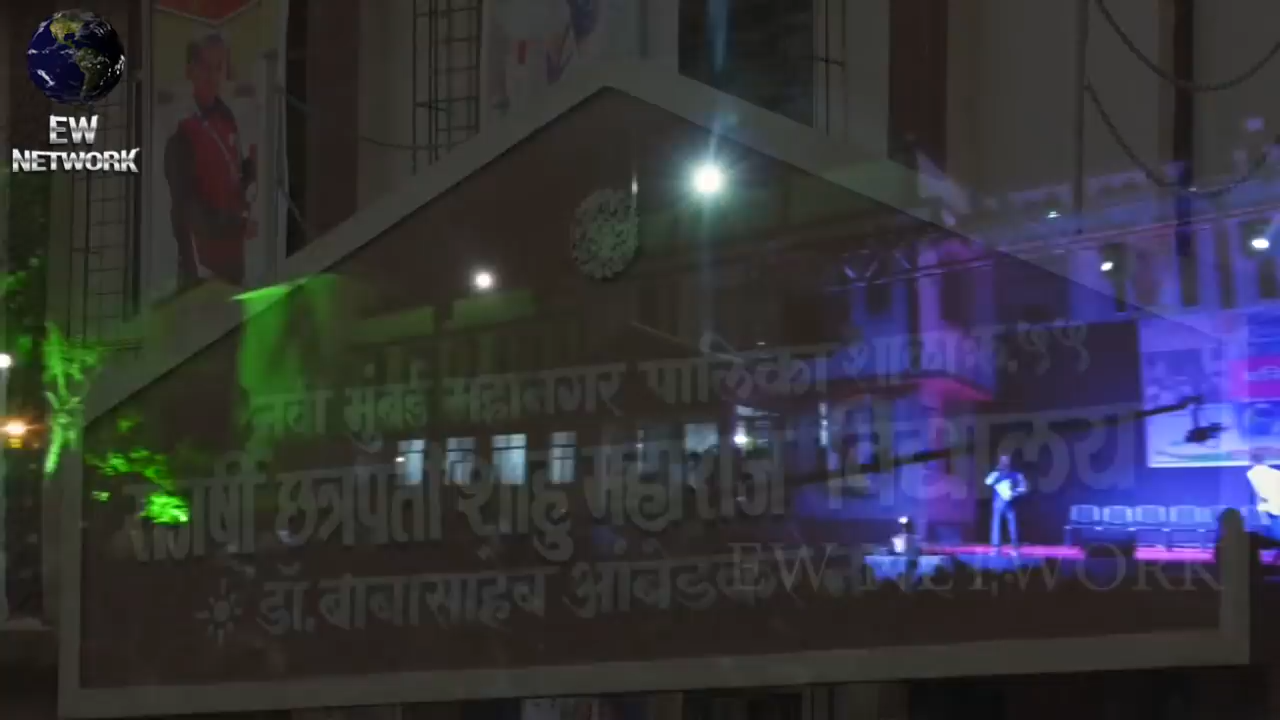 EW
NETWORK
नवी मुंबई महानगर पालिका शाळा क्र.५५
राजर्षी छत्रपती शाहु महाराज विद्यालय
डॉ.बाबासाहेब आंबेडकर
EW NETWORK